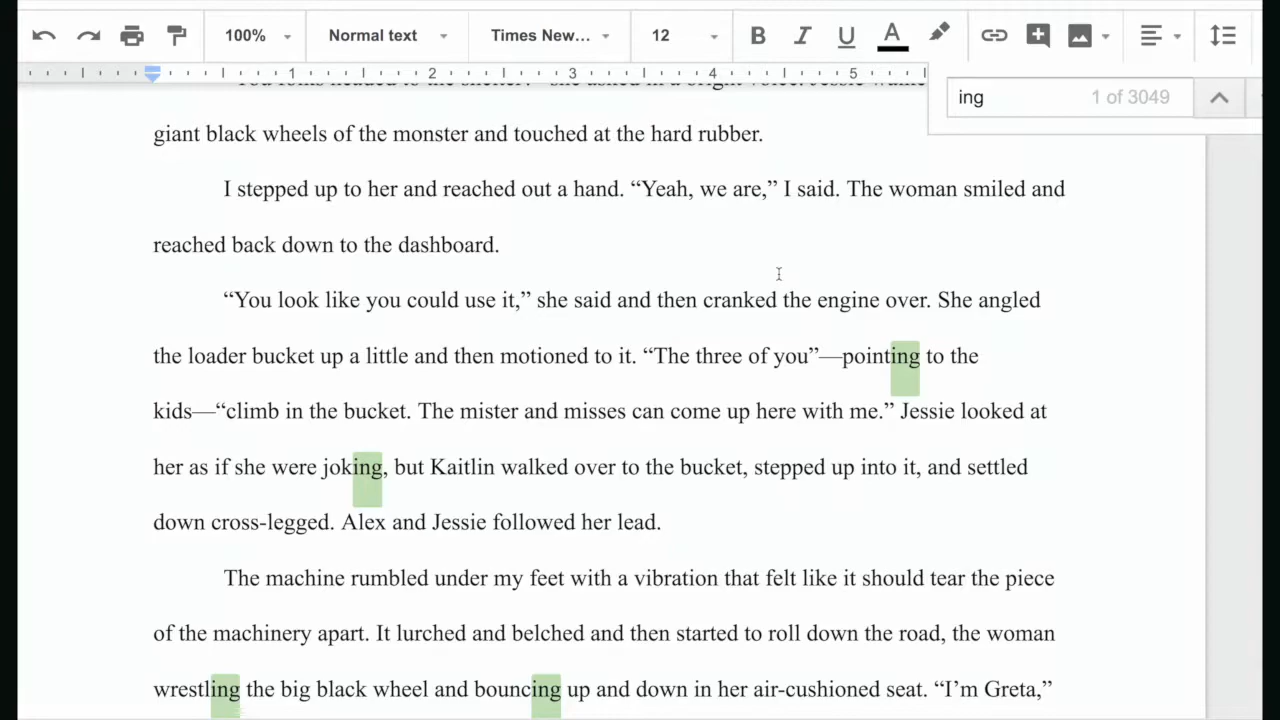 100% Normal text Times New... 12 B I U A
1 2 3 4 5
ing 1 of 3049
giant black wheels of the monster and touched at the hard rubber.
I stepped up to her and reached out a hand. “Yeah, we are,” I said. The woman smiled and
reached back down to the dashboard.
“You look like you could use it,” she said and then cranked the engine over. She angled
the loader bucket up a little and then motioned to it. “The three of you”—pointing to the
kids—“climb in the bucket. The mister and misses can come up here with me.” Jessie looked at
her as if she were joking, but Kaitlin walked over to the bucket, stepped up into it, and settled
down cross-legged. Alex and Jessie followed her lead.
The machine rumbled under my feet with a vibration that felt like it should tear the piece
of the machinery apart. It lurched and belched and then started to roll down the road, the woman
wrestling the big black wheel and bouncing up and down in her air-cushioned seat. “I’m Greta,”